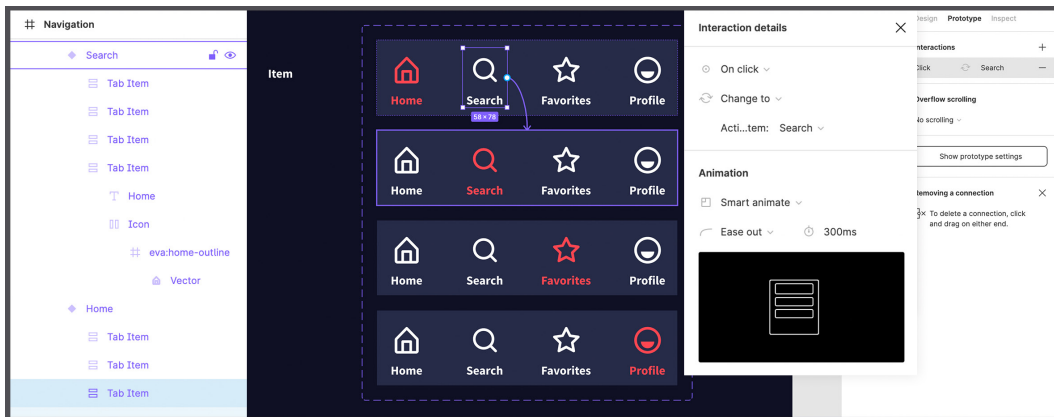 Navigation
Search
Tab Item
Tab Item
Tab Item
Tab Item
Home
Icon
eva:home-outline
Vector
Home
Tab Item
Tab Item
Tab Item
Item
Home
Search
Favorites
Profile
58 × 78
Home
Search
Favorites
Profile
Home
Search
Favorites
Profile
Home
Search
Favorites
Profile
Interaction details
On click
Change to
Acti...tem: Search
Animation
Smart animate
Ease out 300ms
Design Prototype Inspect
Interactions
Click Search
Overflow scrolling
No scrolling
Show prototype settings
Removing a connection
To delete a connection, click
and drag on either end.